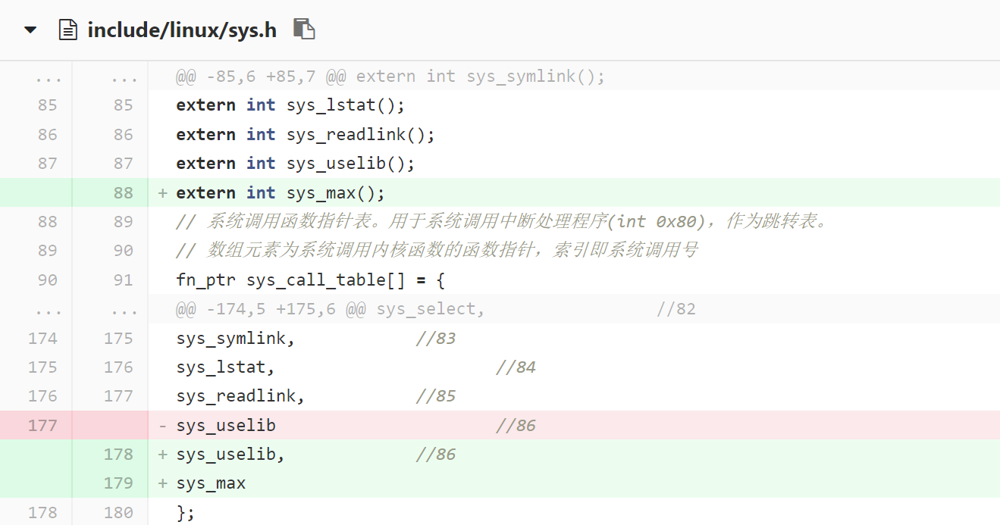 include/linux/sys.h
... ... @@ -85,6 +85,7 @@ extern int sys_symlink();
85 85 extern int sys_lstat();
86 86 extern int sys_readlink();
87 87 extern int sys_uselib();
88 + extern int sys_max();
88 89 // 系统调用函数指针表。用于系统调用中断处理程序(int 0x80)，作为跳转表。
89 90 // 数组元素为系统调用内核函数的函数指针，索引即系统调用号
90 91 fn_ptr sys_call_table[] = {
... ... @@ -174,5 +175,6 @@ sys_select, //82
174 175 sys_symlink, //83
175 176 sys_lstat, //84
176 177 sys_readlink, //85
177 - sys_uselib //86
178 + sys_uselib, //86
179 + sys_max
178 180 };